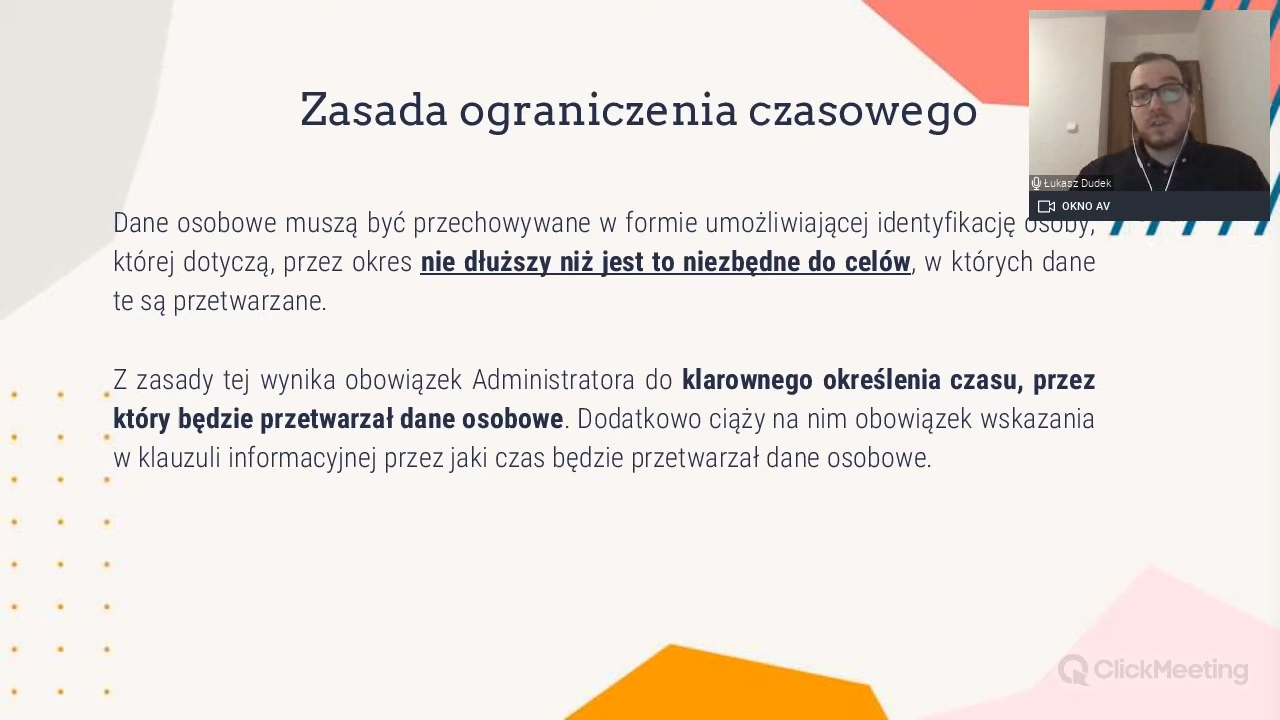 Zasada ograniczenia czasowego
Dane osobowe muszą być przechowywane w formie umożliwiającej identyfikację osoby,
której dotyczą, przez okres nie dłuższy niż jest to niezbędne do celów, w których dane
te są przetwarzane.
Z zasady tej wynika obowiązek Administratora do klarownego określenia czasu, przez
który będzie przetwarzał dane osobowe. Dodatkowo ciąży na nim obowiązek wskazania
w klauzuli informacyjnej przez jaki czas będzie przetwarzał dane osobowe.
Łukasz Dudek
OKNO AV
ClickMeeting